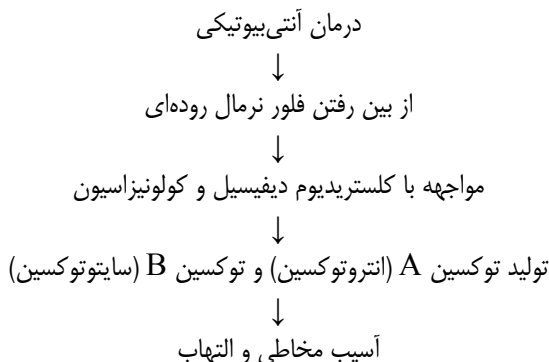 درمان آنتی‌بیوتیکی
↓
از بین رفتن فلور نرمال روده‌ای
↓
مواجهه با کلستریدیوم دیفیسیل و کولونیزاسیون
↓
تولید توکسین A (انتروتوکسین) و توکسین B (سایتوتوکسین)
↓
آسیب مخاطی و التهاب